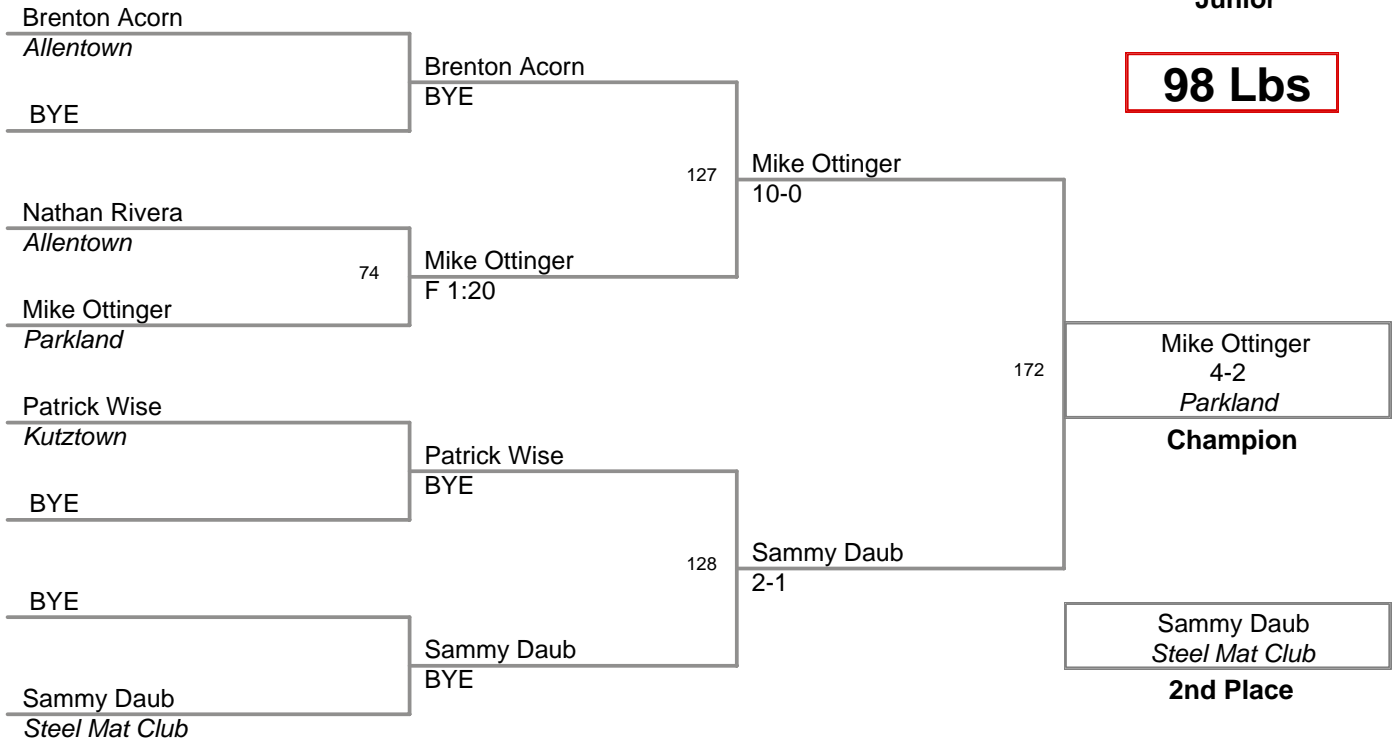 Junior
98 Lbs
Brenton Acorn
Allentown
BYE
Nathan Rivera
Allentown
74
Mike Ottinger
Parkland
Patrick Wise
Kutztown
BYE
BYE
Sammy Daub
Steel Mat Club
Brenton Acorn
BYE
127
Mike Ottinger
F 1:20
Patrick Wise
BYE
128
Sammy Daub
BYE
Mike Ottinger
10-0
172
Sammy Daub
2-1
Mike Ottinger
4-2
Parkland
Champion
Sammy Daub
Steel Mat Club
2nd Place